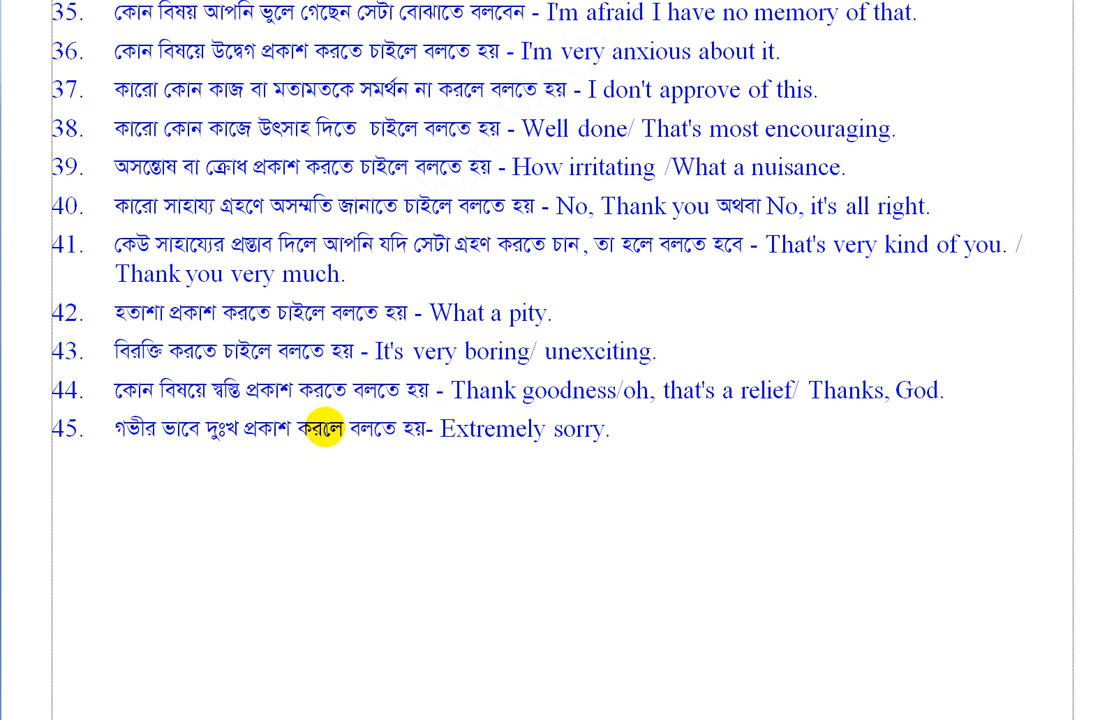 35. কোন বিষয় আপনি ভুলে গেছেন সেটা বোঝাতে বলবেন - I'm afraid I have no memory of that.
36. কোন বিষয়ে উদ্বেগ প্রকাশ করতে চাইলে বলতে হয় - I'm very anxious about it.
37. কারো কোন কাজ বা মতামতকে সমর্থন না করলে বলতে হয় - I don't approve of this.
38. কারো কোন কাজে উৎসাহ দিতে চাইলে বলতে হয় - Well done/ That's most encouraging.
39. অসন্তোষ বা ক্রোধ প্রকাশ করতে চাইলে বলতে হয় - How irritating /What a nuisance.
40. কারো সাহায্য গ্রহণে অসম্মতি জানাতে চাইলে বলতে হয় - No, Thank you অথবা No, it's all right.
41. কেউ সাহায্যের প্রস্তাব দিলে আপনি যদি সেটা গ্রহণ করতে চান, তা হলে বলতে হবে - That's very kind of you. /
Thank you very much.
42. হতাশা প্রকাশ করতে চাইলে বলতে হয় - What a pity.
43. বিরক্তি করতে চাইলে বলতে হয় - It's very boring/ unexciting.
44. কোন বিষয়ে স্বস্তি প্রকাশ করতে বলতে হয় - Thank goodness/oh, that's a relief/ Thanks, God.
45. গভীর ভাবে দুঃখ প্রকাশ করলে বলতে হয়- Extremely sorry.